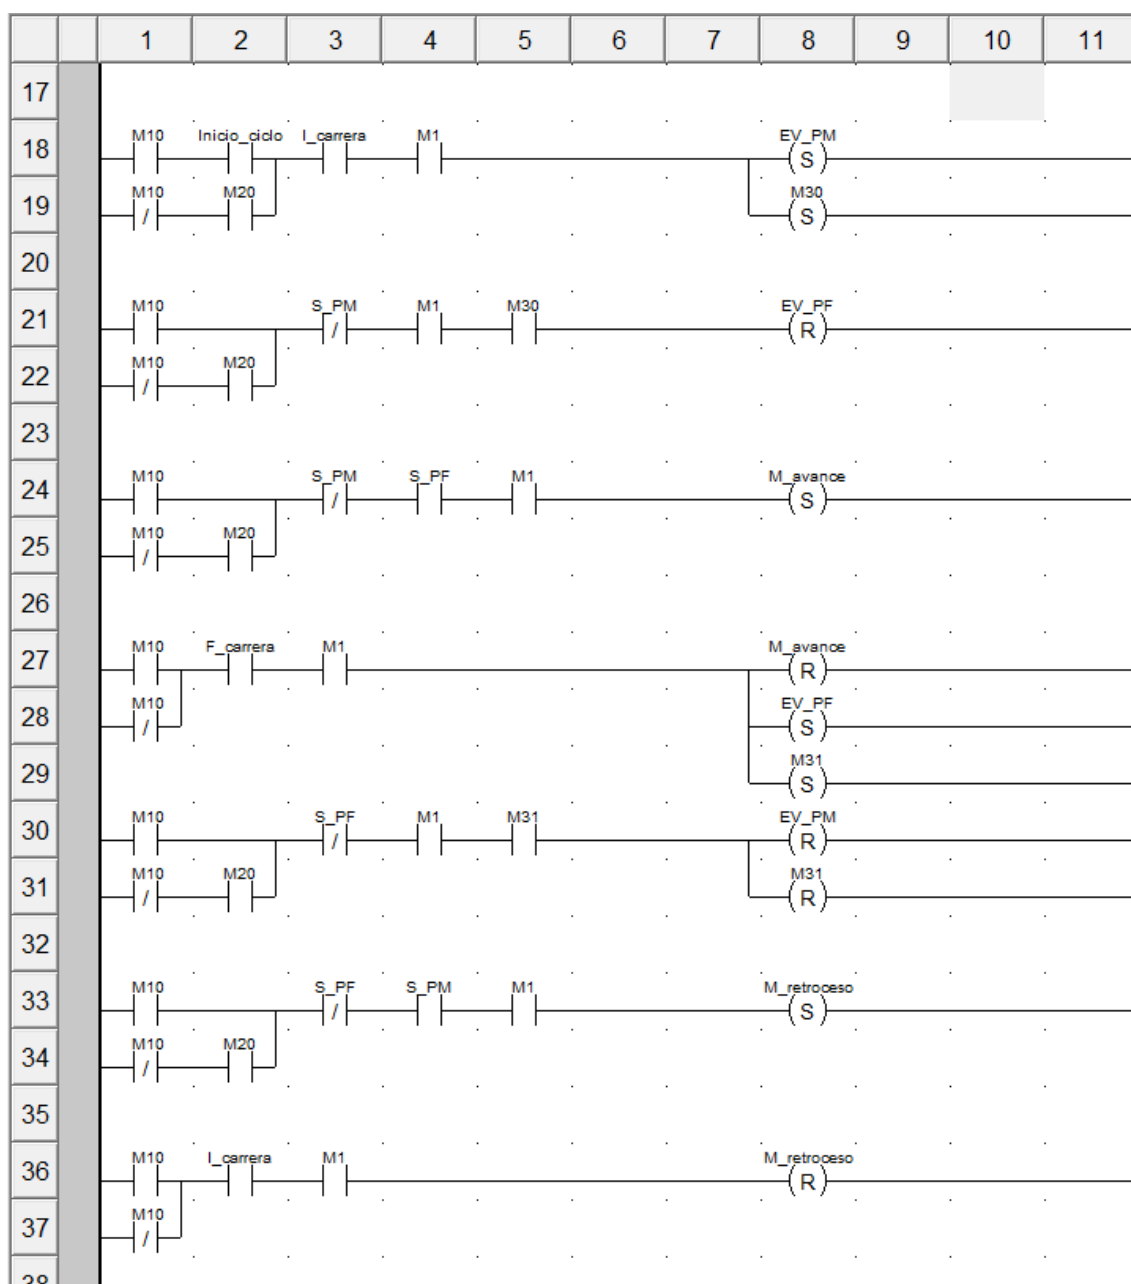 1 2 3 4 5 6 7 8 9 10 11
17
M10 Inicio_ciclo I_carrera M1 EV_PM
18 S
M10 M20 M30
19 / S
20
M10 S_PM M1 M30 EV_PF
21 / R
M10 M20
22 /
23
M10 S_PM S_PF M1 M_avance
24 / S
M10 M20
25 /
26
M10 F_carrera M1 M_avance
27 R
M10 EV_PF
28 / S
M31
29 S
M10 S_PF M1 M31 EV_PM
30 / R
M10 M20 M31
31 / R
32
M10 S_PF S_PM M1 M_retroceso
33 / S
M10 M20
34 /
35
M10 I_carrera M1 M_retroceso
36 R
M10
37 /
38